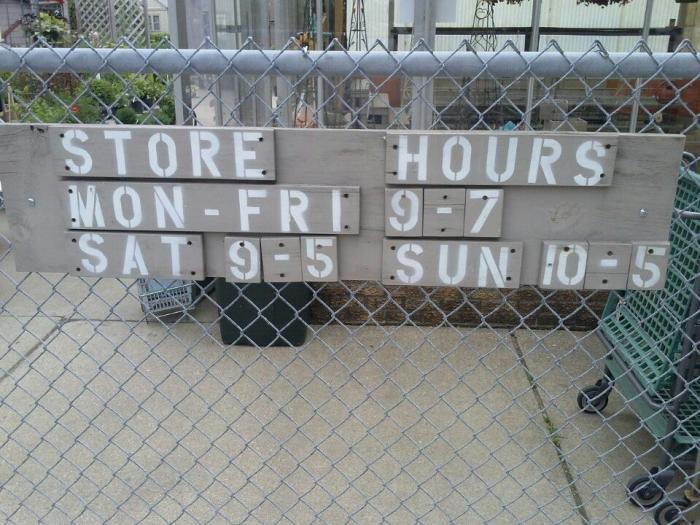 STORE HOURS
MON-FRI 9-7
SAT 9-5 SUN 10-5